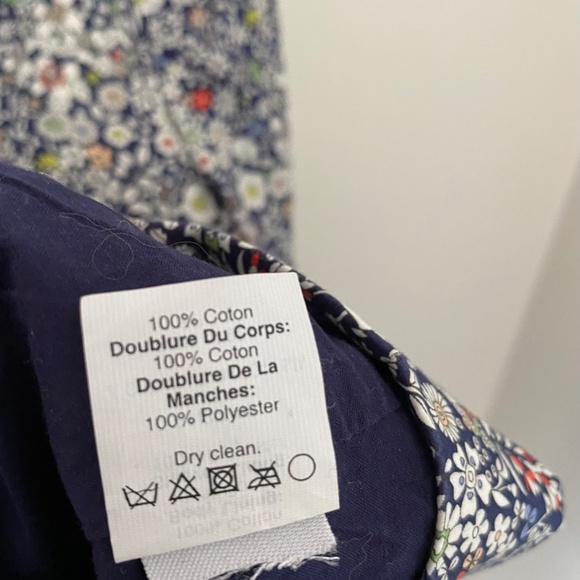 100% Coton
Doublure Du Corps:
100% Coton
Doublure De La
Manches:
100% Polyester
Dry clean.